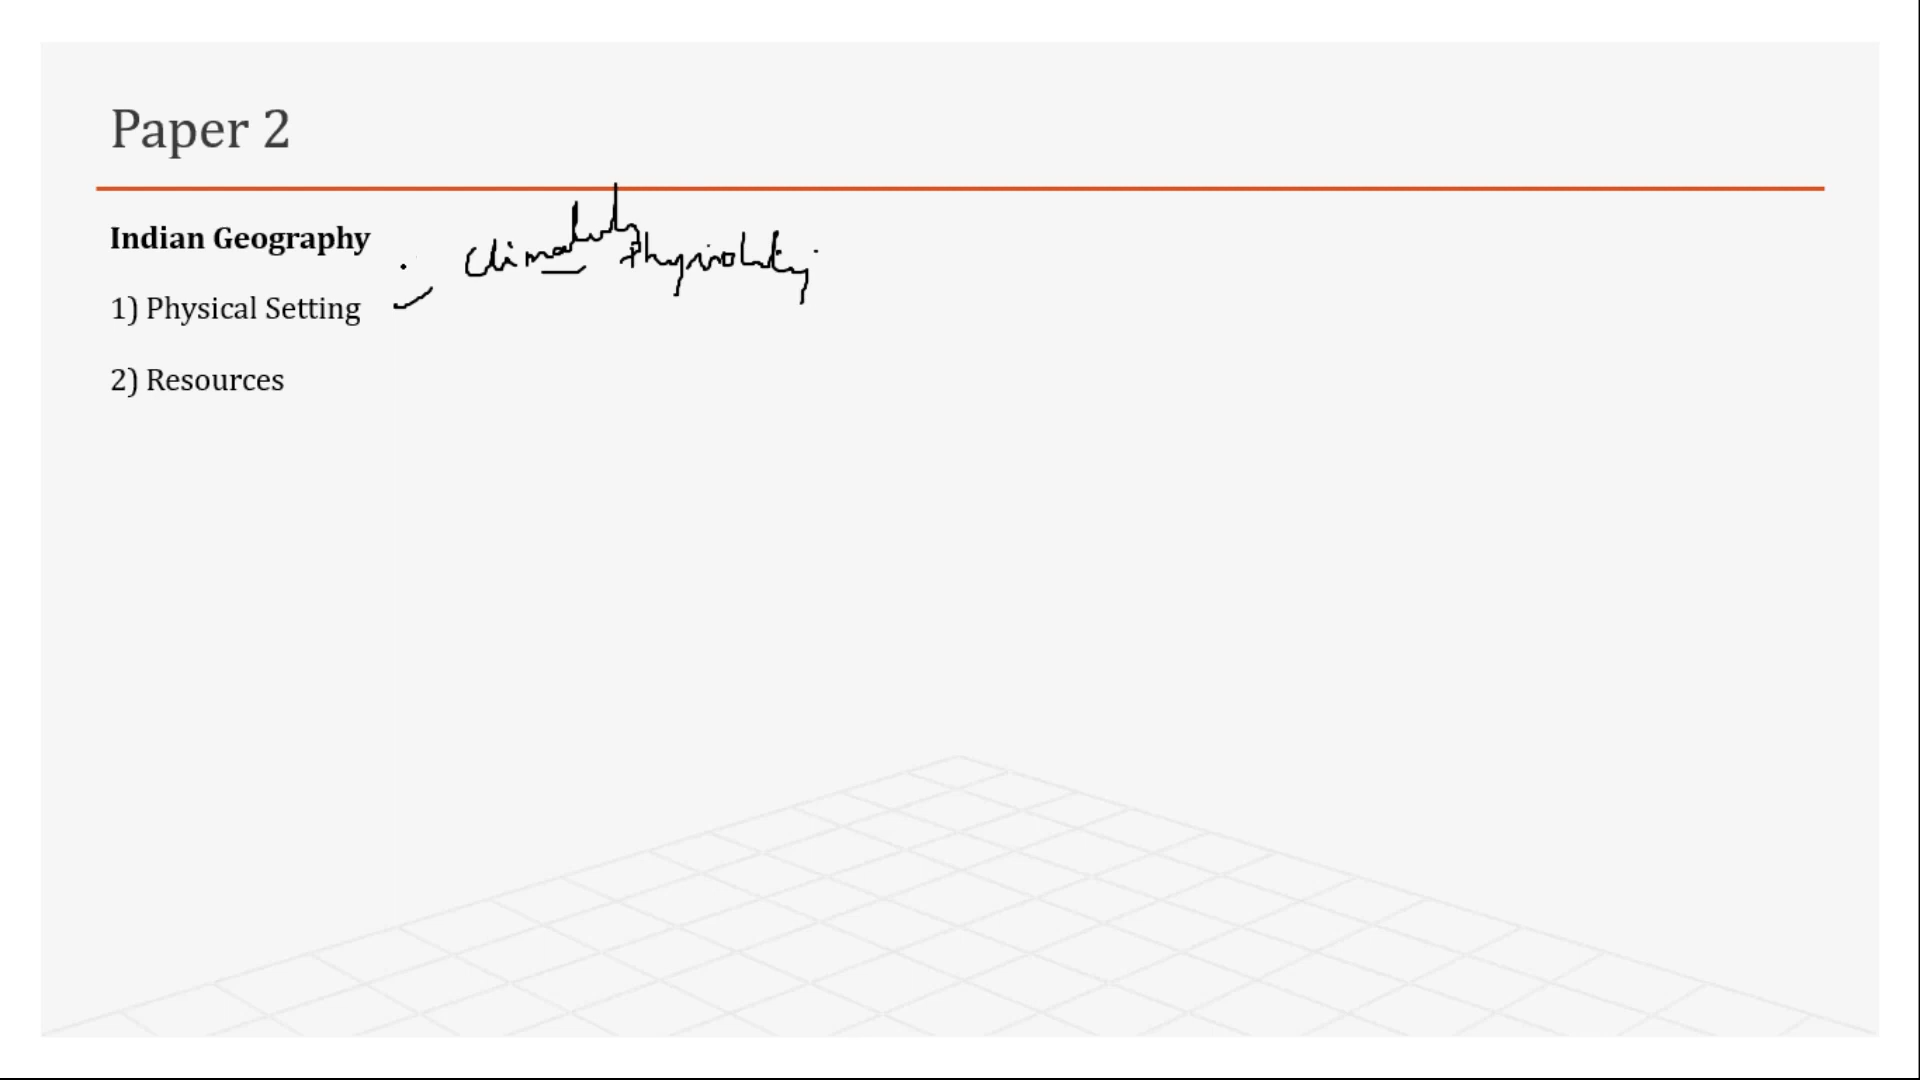 Paper 2
Indian Geography
1) Physical Setting
2) Resources